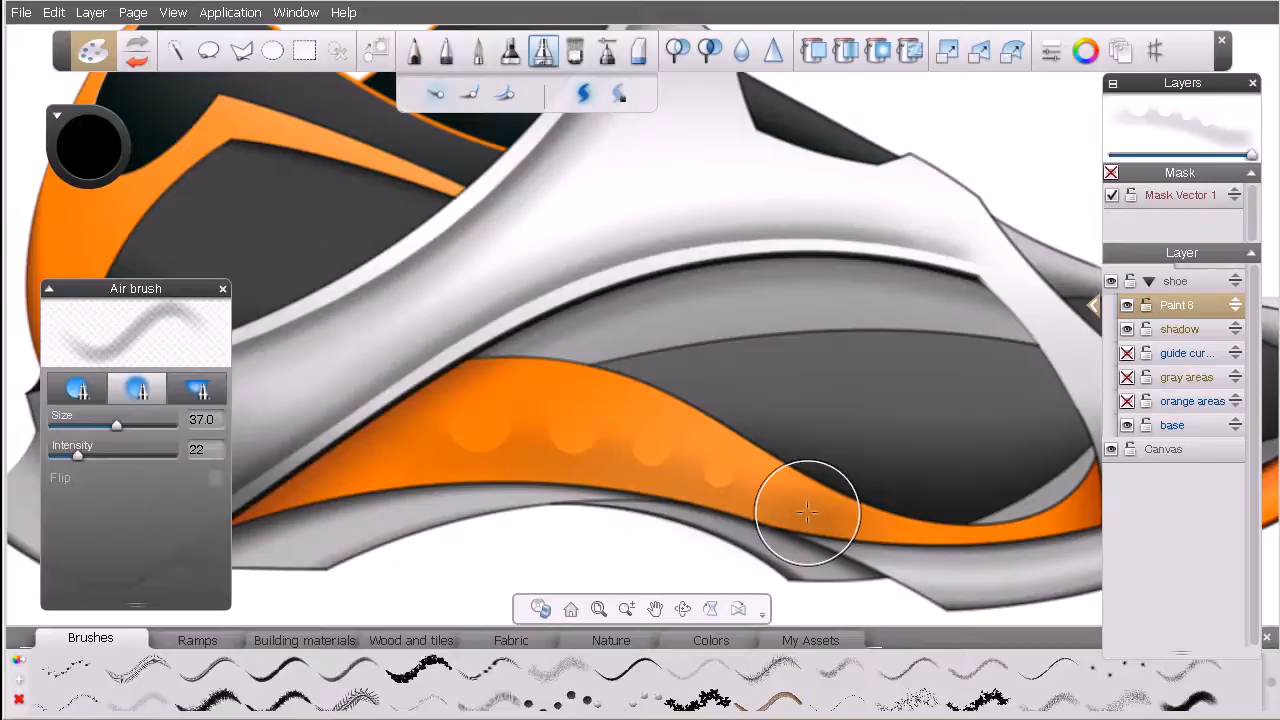 File Edit Layer Page View Application Window Help
Layers
Mask
Mask Vector 1
Layer
shoe
Paint 8
shadow
guide cur...
gray areas
orange areas
base
Canvas
Air brush
Size 37.0
Intensity 22
Flip
Brushes Ramps Building materials Wood and tiles Fabric Nature Colors My Assets